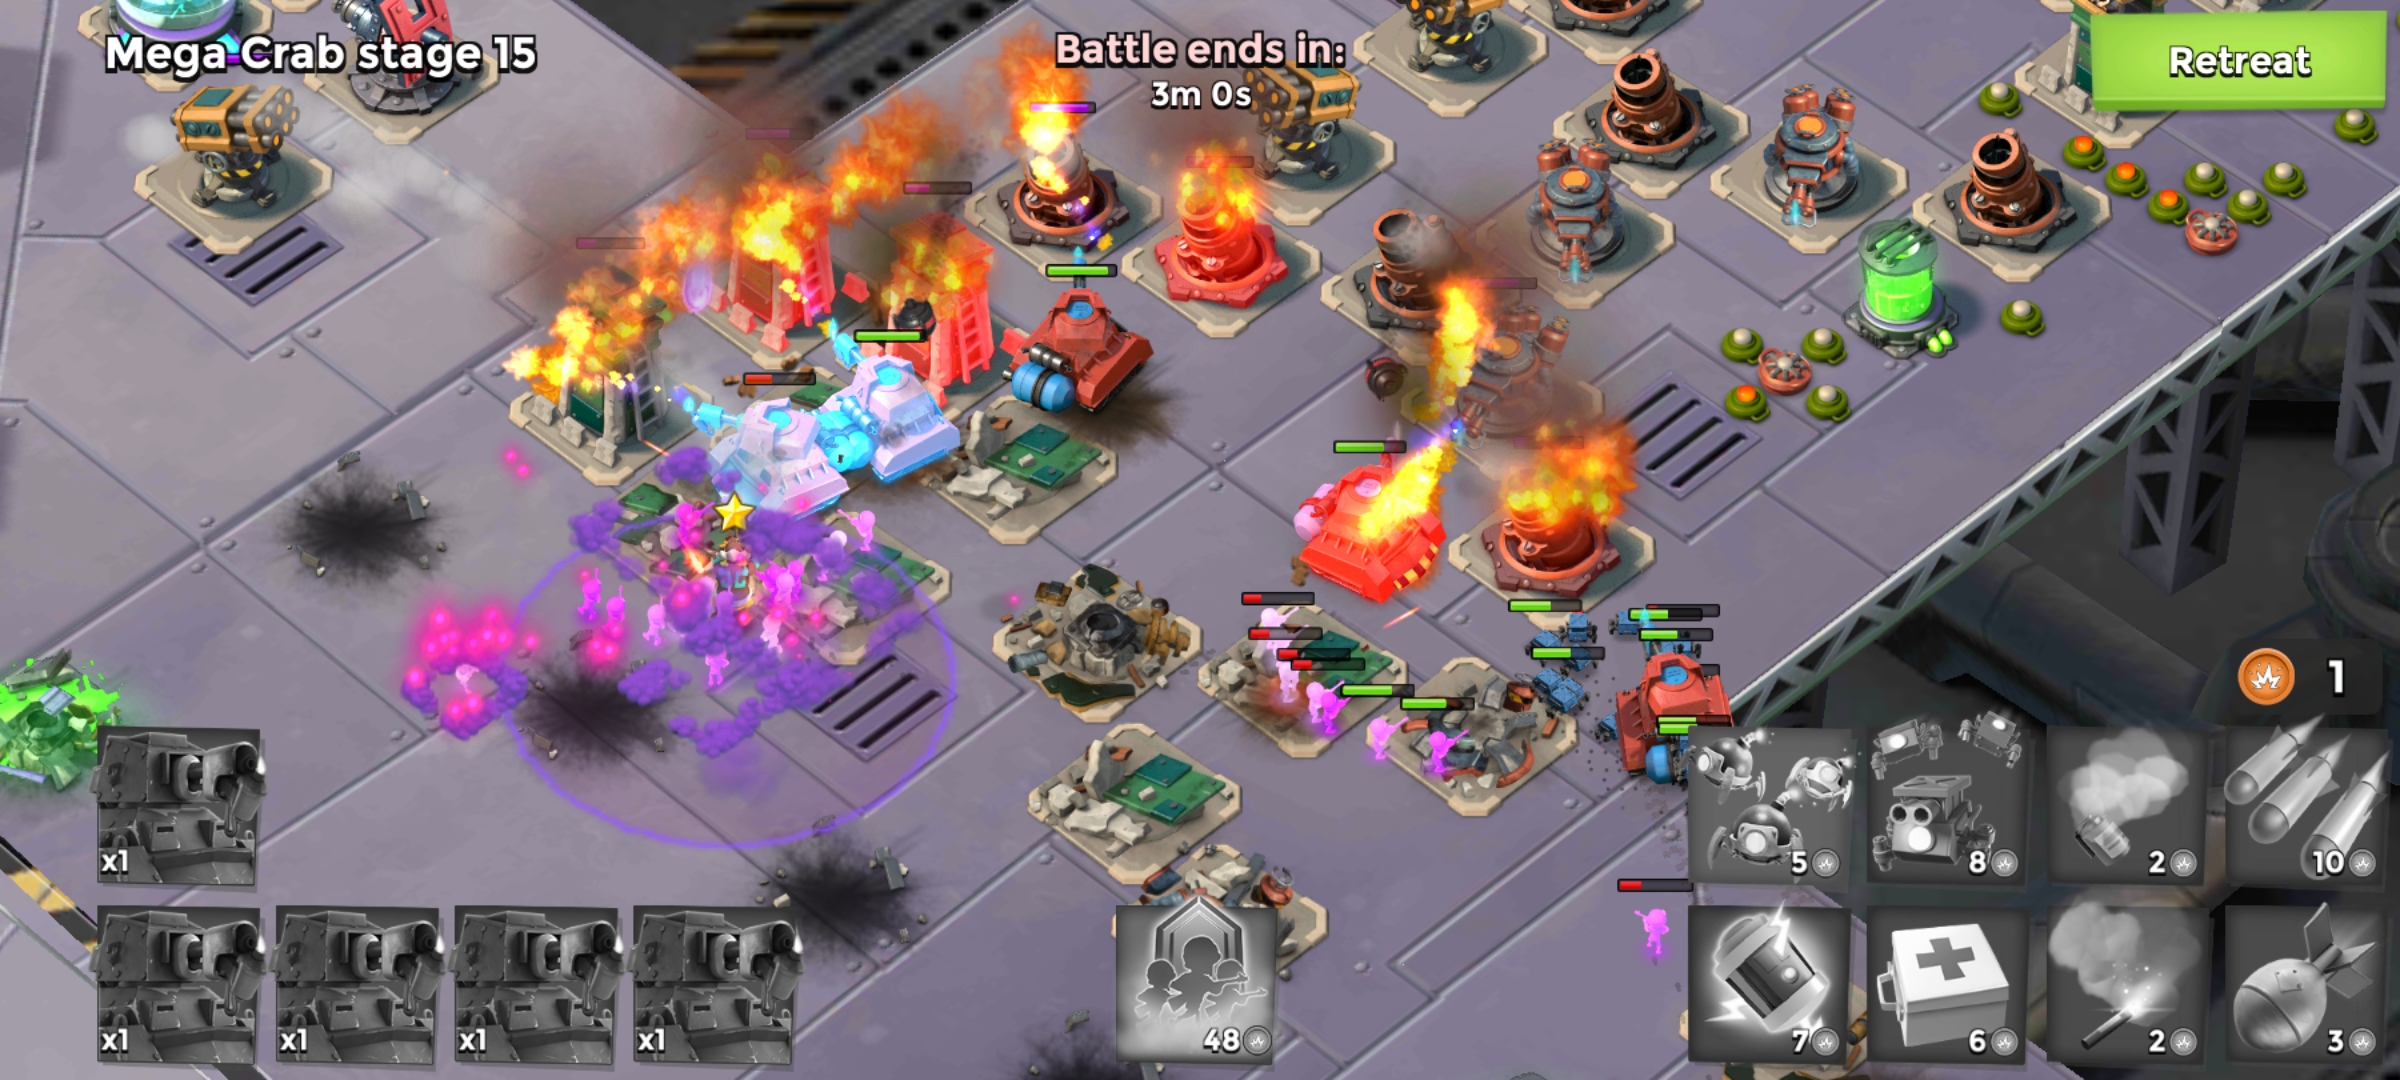 Mega Crab stage 15
Battle ends in:
3m 0s
Retreat
1
x1
5
8
2
10
x1
x1
x1
x1
48
7
6
2
3